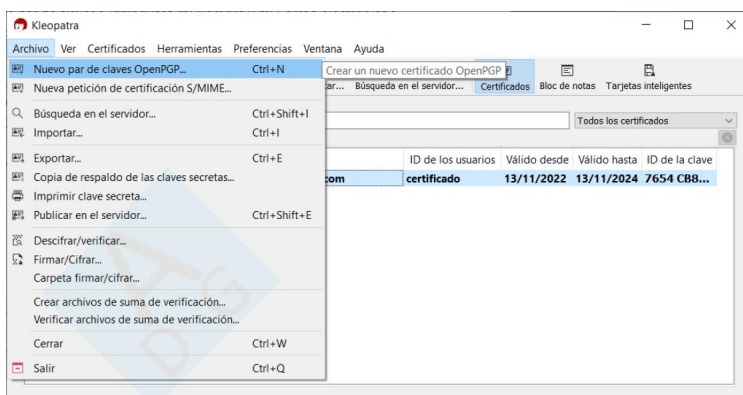 Kleopatra
Archivo Ver Certificados Herramientas Preferencias Ventana Ayuda
Nuevo par de claves OpenPGP... Ctrl+N
Crear un nuevo certificado OpenPGP
Nueva petición de certificación S/MIME...
ar... Búsqueda en el servidor... Certificados Bloc de notas Tarjetas inteligentes
Búsqueda en el servidor... Ctrl+Shift+I
Todos los certificados
Importar... Ctrl+I
Exportar... Ctrl+E
ID de los usuarios Válido desde Válido hasta ID de la clave
Copia de respaldo de las claves secretas...
com certificado 13/11/2022 13/11/2024 7654 CB8...
Imprimir clave secreta...
Publicar en el servidor... Ctrl+Shift+E
Descifrar/verificar...
Firmar/Cifrar...
Carpeta firmar/cifrar...
Crear archivos de suma de verificación...
Verificar archivos de suma de verificación...
Cerrar Ctrl+W
Salir Ctrl+Q